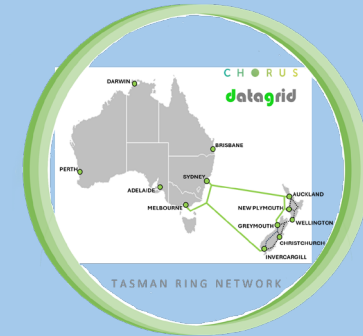 CHORUS
datagrid
DARWIN
BRISBANE
PERTH
SYDNEY
ADELAIDE
MELBOURNE
AUCKLAND
NEW PLYMOUTH
WELLINGTON
GREYMOUTH
CHRISTCHURCH
INVERCARGILL
TASMAN RING NETWORK